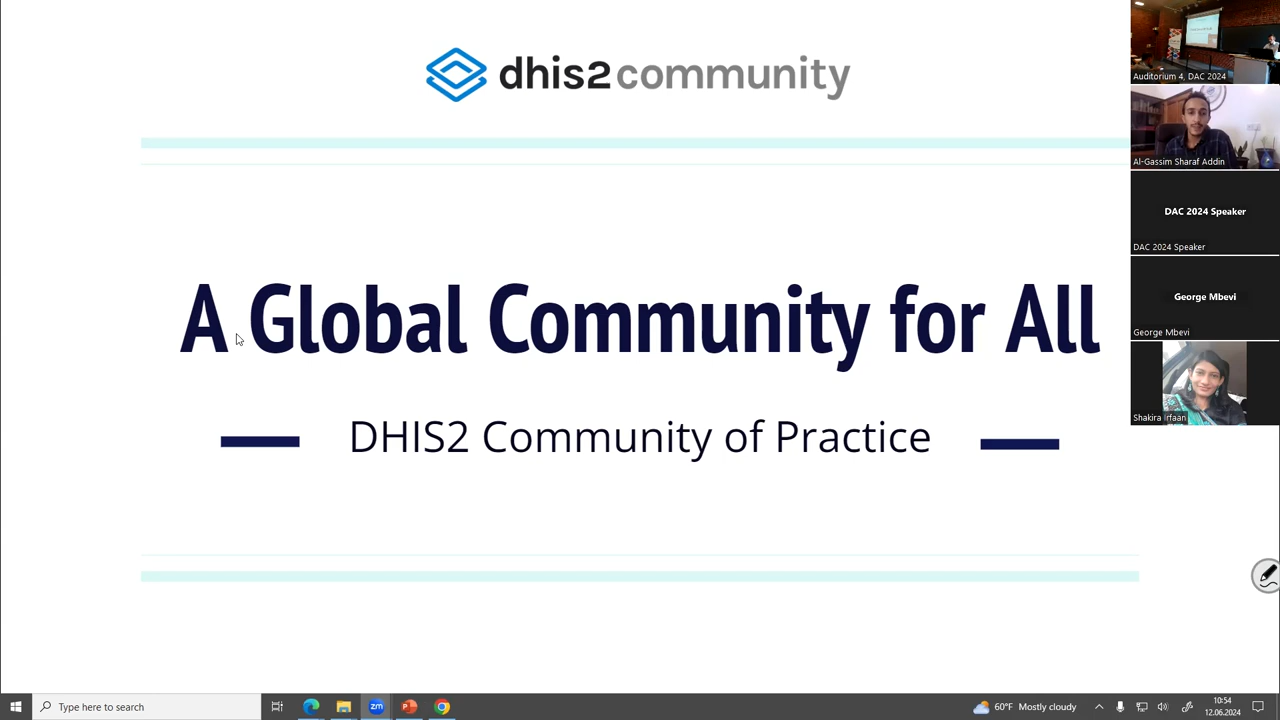 dhis2 community
A Global Community for All
DHIS2 Community of Practice
Auditorium 4, DAC 2024
Al-Gassim Sharaf Addin
DAC 2024 Speaker
DAC 2024 Speaker
George Mbevi
George Mbevi
Shakira Irfaan
Type here to search
zm
60°F Mostly cloudy
10:54
12.06.2024